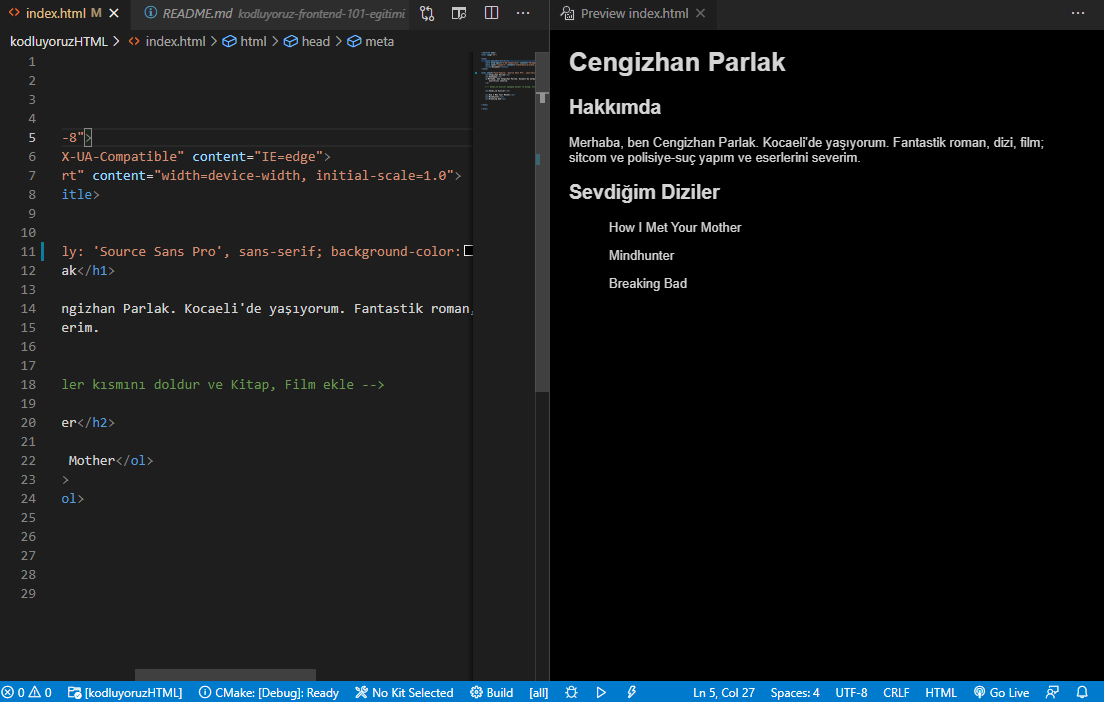 index.html M
README.md kodluyoruz-frontend-101-egitimi
Preview index.html
kodluyoruzHTML > index.html > html > head > meta
1
2
3
4
5 -8">
6 X-UA-Compatible" content="IE=edge">
7 rt" content="width=device-width, initial-scale=1.0">
8 itle>
9
10
11 ly: 'Source Sans Pro', sans-serif; background-color:
12 ak</h1>
13
14 ngizhan Parlak. Kocaeli'de yaşıyorum. Fantastik roman,
15 erim.
16
17
18 ler kısmını doldur ve Kitap, Film ekle -->
19
20 er</h2>
21
22 Mother</ol>
23 >
24 ol>
25
26
27
28
29
Cengizhan Parlak
Hakkımda
Merhaba, ben Cengizhan Parlak. Kocaeli'de yaşıyorum. Fantastik roman, dizi, film;
sitcom ve polisiye-suç yapım ve eserlerini severim.
Sevdiğim Diziler
How I Met Your Mother
Mindhunter
Breaking Bad
0 0 [kodluyoruzHTML] CMake: [Debug]: Ready No Kit Selected Build [all] Ln 5, Col 27 Spaces: 4 UTF-8 CRLF HTML Go Live